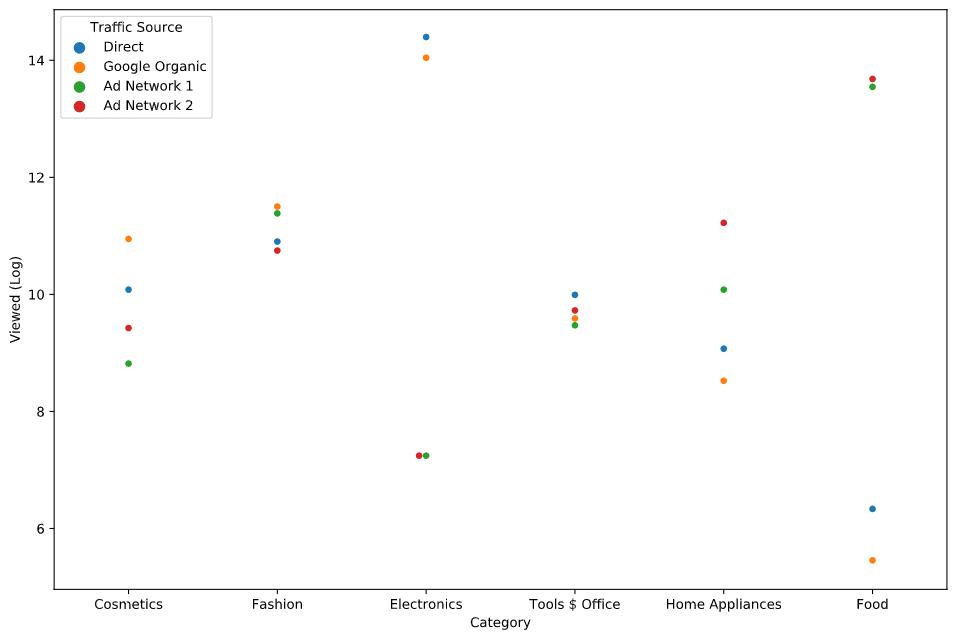 Traffic Source
Direct
Google Organic
Ad Network 1
Ad Network 2
14
12
10
8
6
Viewed (Log)
Cosmetics Fashion Electronics Tools $ Office Home Appliances Food
Category